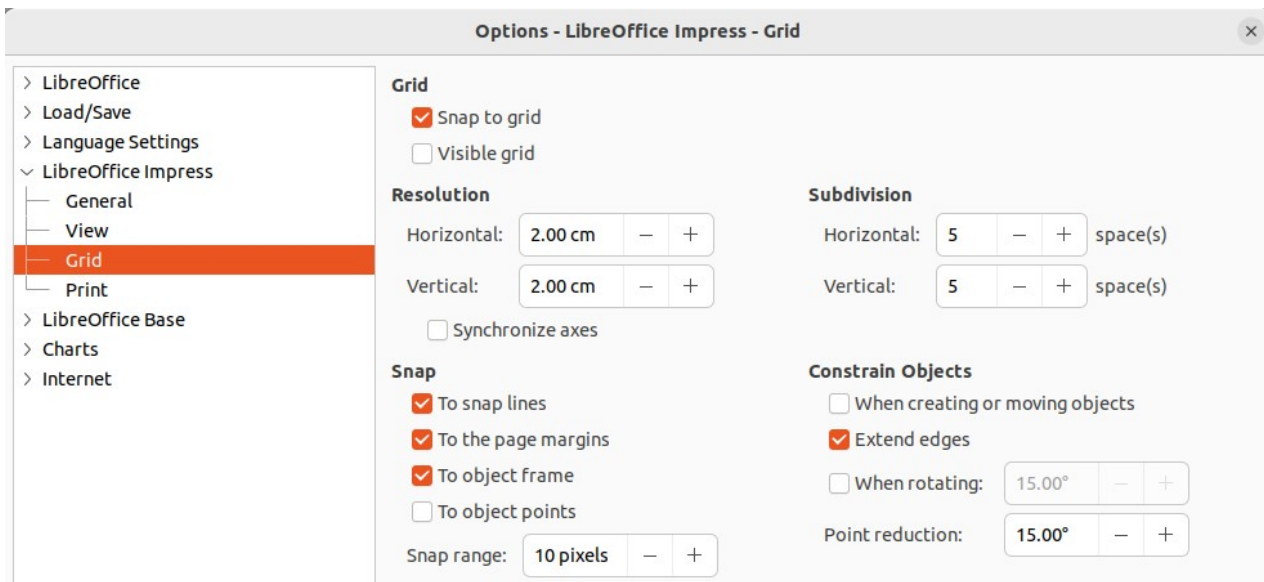 Options - LibreOffice Impress - Grid
LibreOffice
Load/Save
Language Settings
LibreOffice Impress
General
View
Grid
Print
LibreOffice Base
Charts
Internet
Grid
Snap to grid
Visible grid
Resolution
Horizontal: 2.00 cm
Vertical: 2.00 cm
Synchronize axes
Subdivision
Horizontal: 5 space(s)
Vertical: 5 space(s)
Snap
To snap lines
To the page margins
To object frame
To object points
Snap range: 10 pixels
Constrain Objects
When creating or moving objects
Extend edges
When rotating: 15.00°
Point reduction: 15.00°